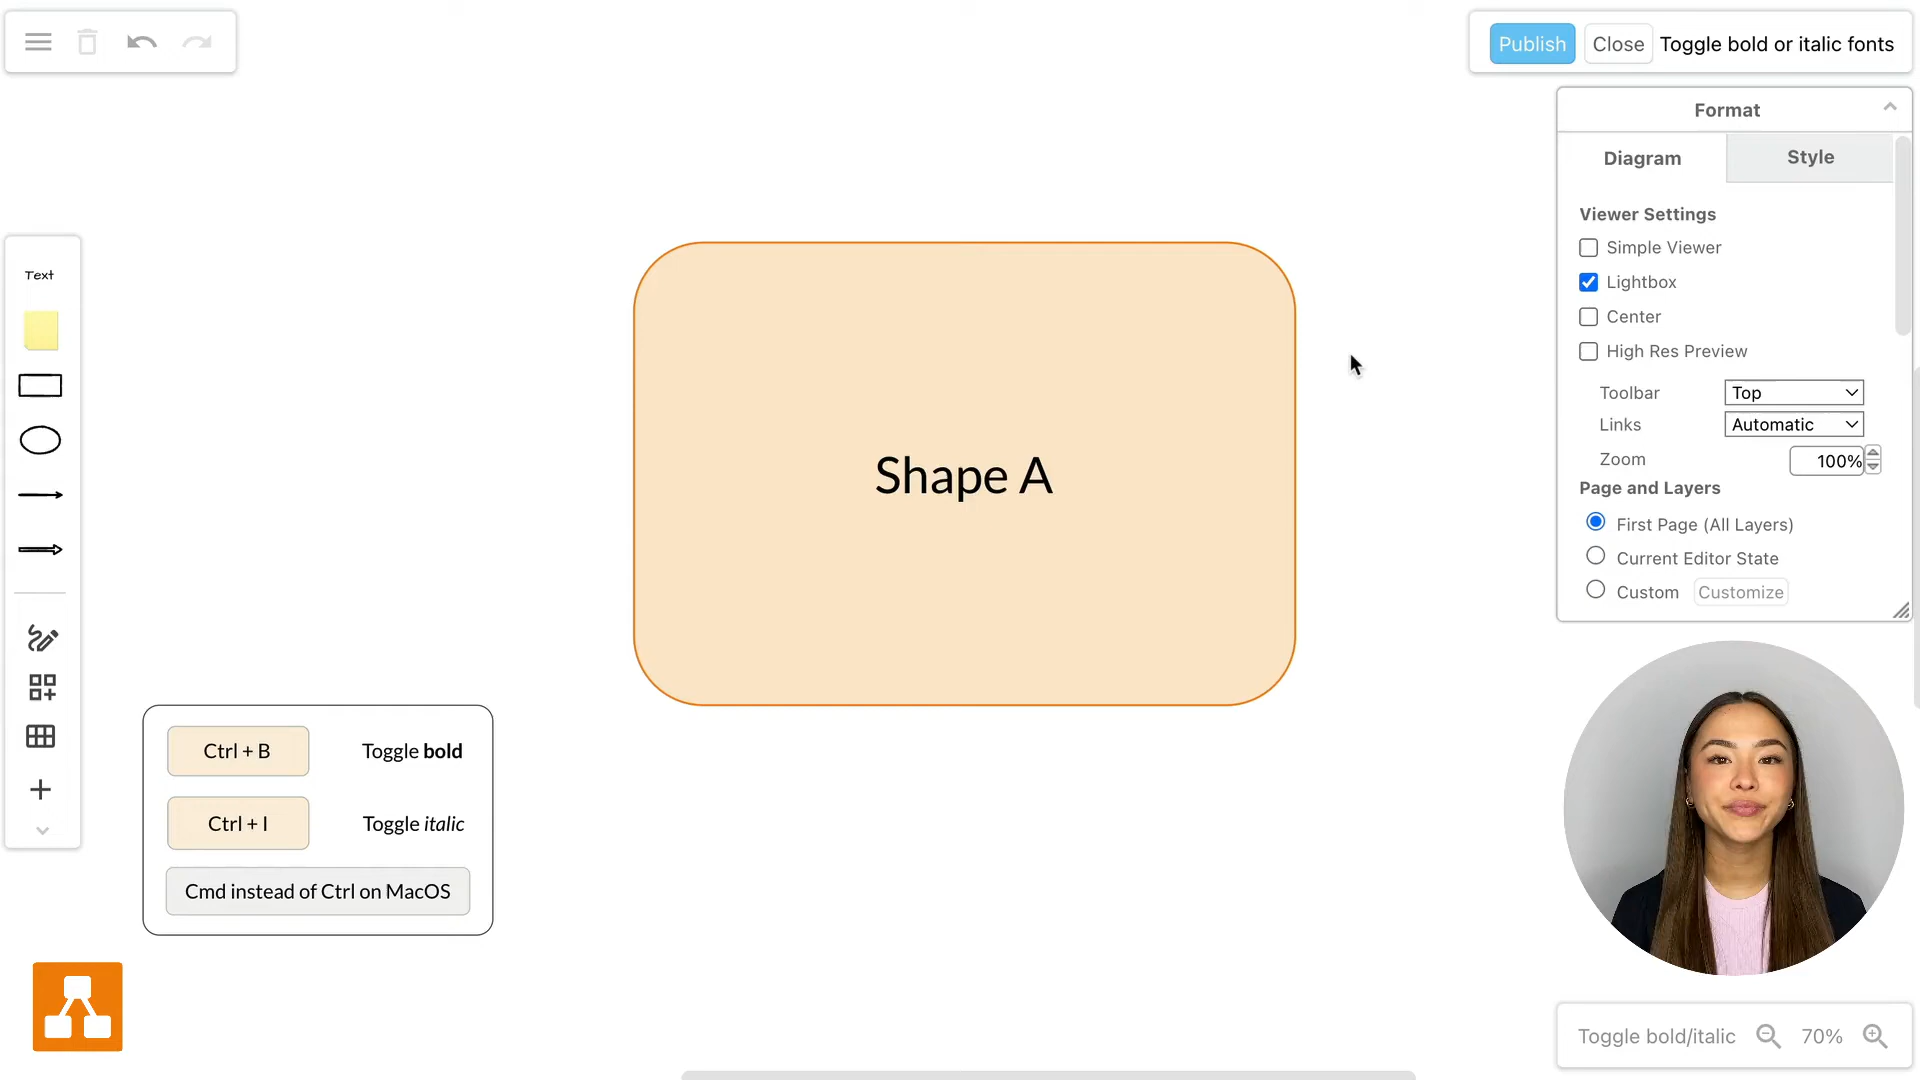 Publish
Close
Toggle bold or italic fonts
Format
Diagram
Style
Viewer Settings
Simple Viewer
Lightbox
Center
High Res Preview
Toolbar
Top
Links
Automatic
Zoom
100%
Page and Layers
First Page (All Layers)
Current Editor State
Custom
Customize
Text
Shape A
Ctrl + B
Toggle bold
Ctrl + I
Toggle italic
Cmd instead of Ctrl on MacOS
Toggle bold/italic
70%